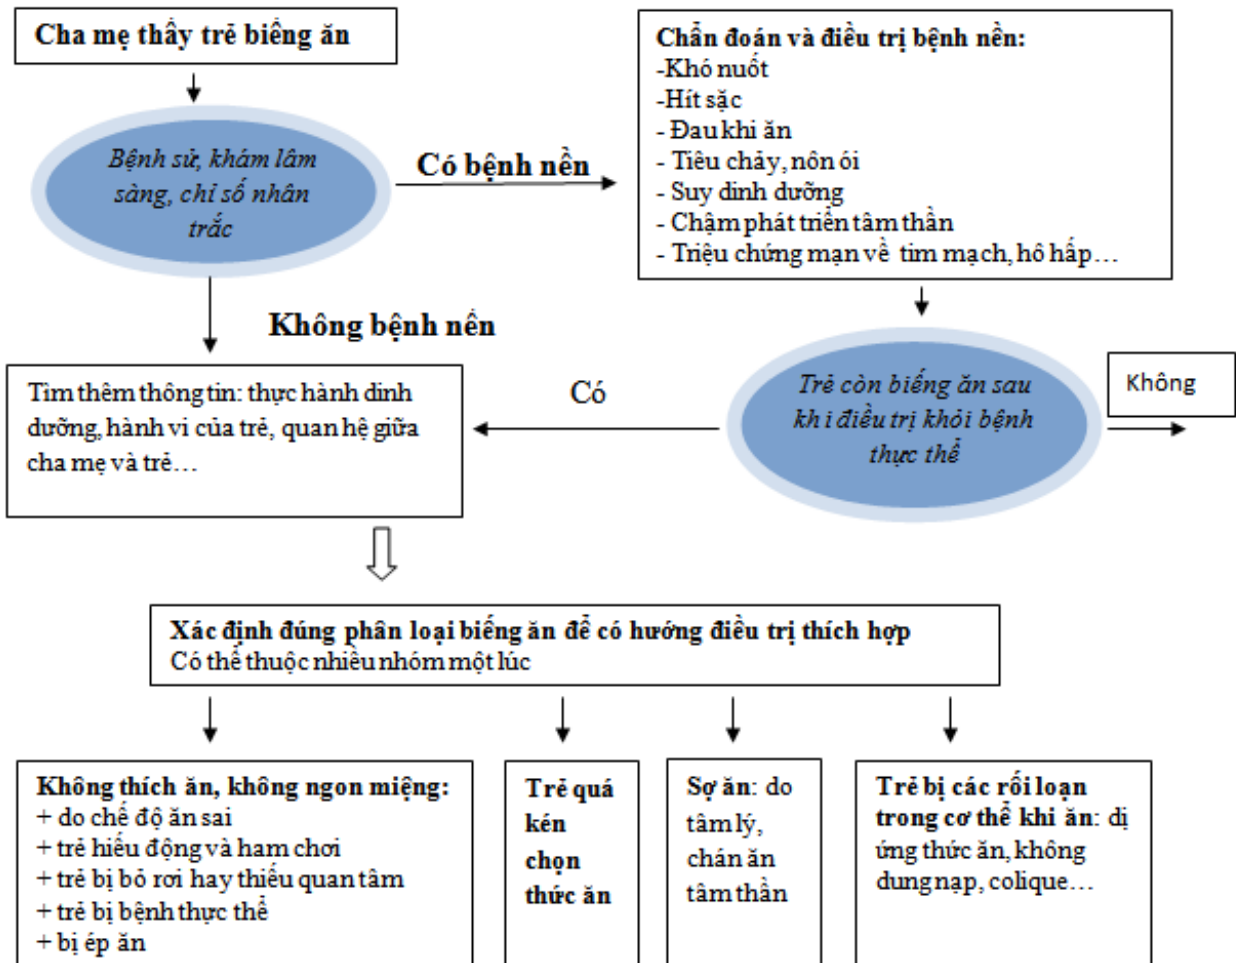 Cha mẹ thấy trẻ biếng ăn
Bệnh sử, khám lâm
sàng, chỉ số nhân
trắc
Có bệnh nền
Chẩn đoán và điều trị bệnh nền:
-Khó nuốt
-Hít sặc
- Đau khi ăn
- Tiêu chảy, nôn ói
- Suy dinh dưỡng
- Chậm phát triển tâm thần
- Triệu chứng mạn về tim mạch, hô hấp…
Không bệnh nền
Tìm thêm thông tin: thực hành dinh
dưỡng, hành vi của trẻ, quan hệ giữa
cha mẹ và trẻ…
Có
Trẻ còn biếng ăn sau
khi điều trị khỏi bệnh
thực thể
Không
Xác định đúng phân loại biếng ăn để có hướng điều trị thích hợp
Có thể thuộc nhiều nhóm một lúc
Không thích ăn, không ngon miệng:
+ do chế độ ăn sai
+ trẻ hiếu động và ham chơi
+ trẻ bị bỏ rơi hay thiếu quan tâm
+ trẻ bị bệnh thực thể
+ bị ép ăn
Trẻ quá
kén
chọn
thức ăn
Sợ ăn: do
tâm lý,
chán ăn
tâm thần
Trẻ bị các rối loạn
trong cơ thể khi ăn: dị
ứng thức ăn, không
dung nạp, colique…